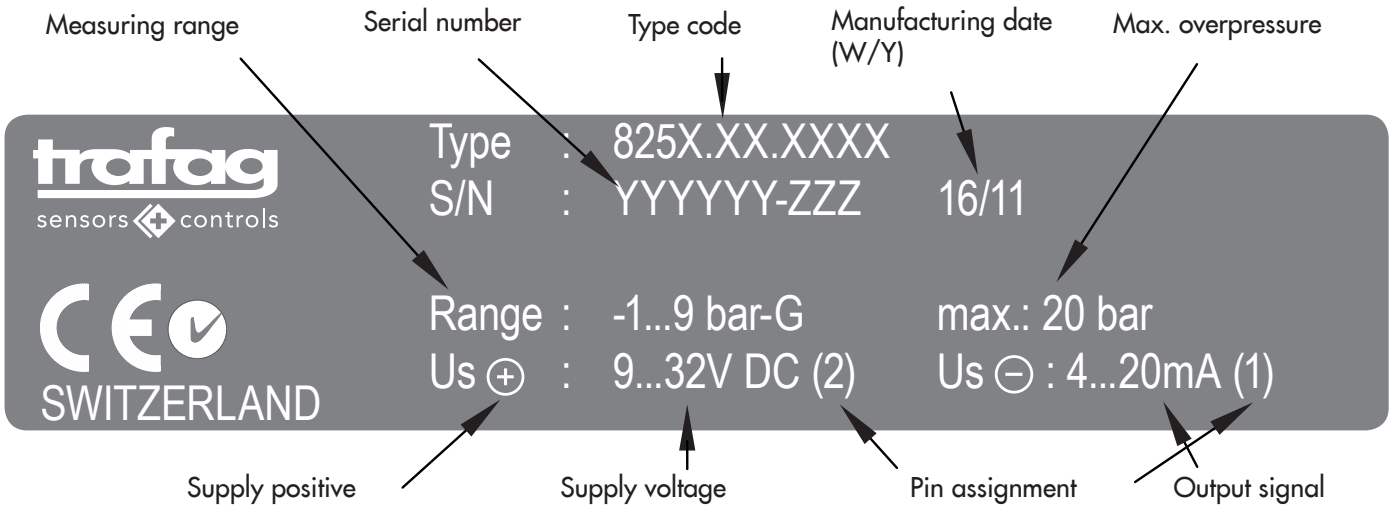 Measuring range Serial number Type code Manufacturing date Max. overpressure
(W/Y)
trafag
sensors controls
Type : 825X.XX.XXXX
S/N : YYYYYY-ZZZ 16/11
Range : -1...9 bar-G max.: 20 bar
Us ⊕ : 9...32V DC (2) Us ⊖ : 4...20mA (1)
CE
SWITZERLAND
Supply positive Supply voltage Pin assignment Output signal